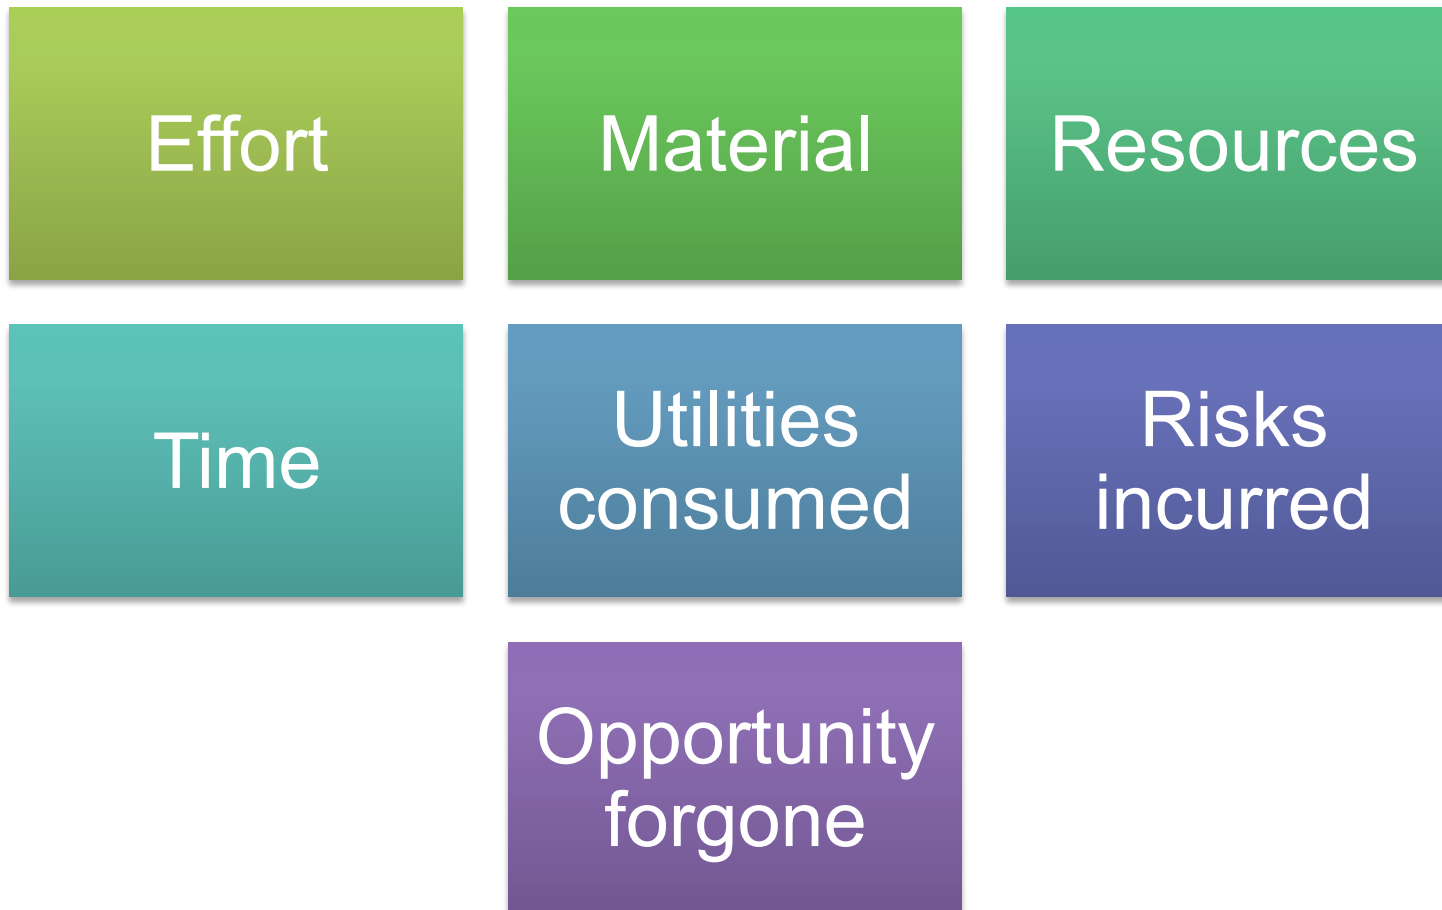 Effort
Material
Resources
Time
Utilities
consumed
Risks
incurred
Opportunity
forgone